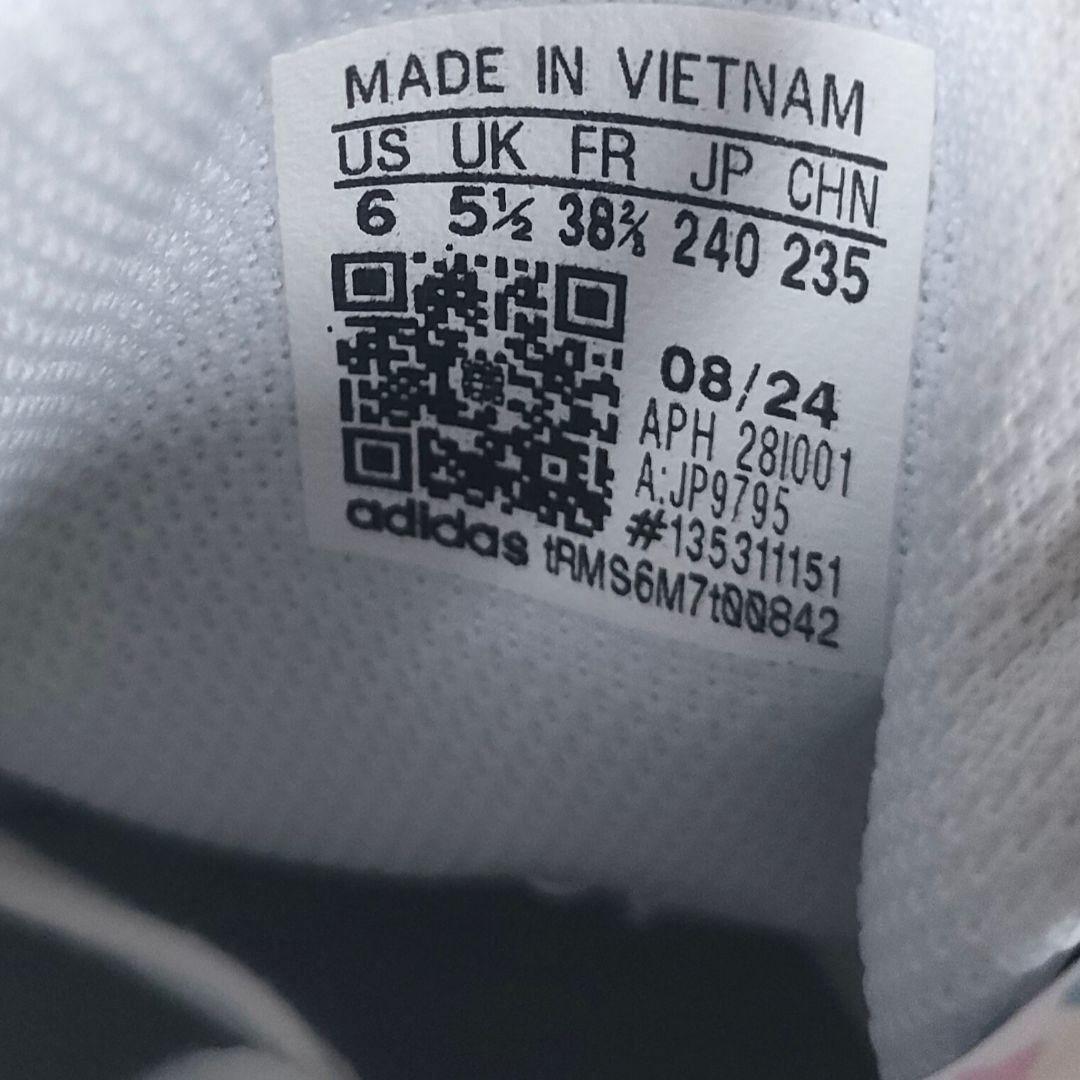 MADE IN VIETNAM
US UK FR JP CHN
6 5½ 38⅔ 240 235
08/24
APH 28I001
A:JP9795
#135311151
adidas tRMS6M7t00842